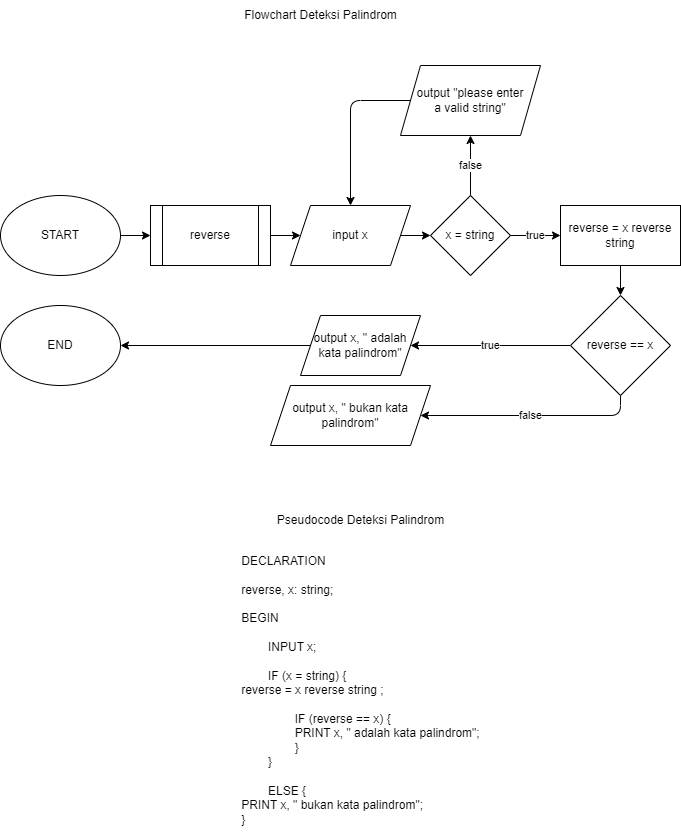 Flowchart Deteksi Palindrom
output "please enter
a valid string"
false
START
reverse
input x
x = string
true
reverse = x reverse
string
END
output x, " adalah
kata palindrom"
true
reverse == x
output x, " bukan kata
palindrom"
false
Pseudocode Deteksi Palindrom
DECLARATION
reverse, x: string;
BEGIN
INPUT x;
IF (x = string) {
reverse = x reverse string ;
IF (reverse == x) {
PRINT x, " adalah kata palindrom";
}
}
ELSE {
PRINT x, " bukan kata palindrom";
}